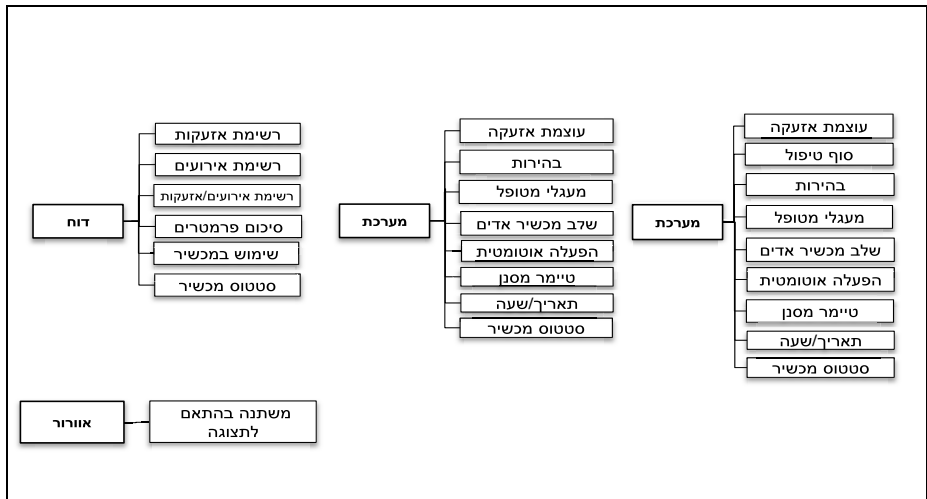 מערכת
עוצמת אזעקה
סוף טיפול
בהירות
מעגלי מטופל
שלב מכשיר אדים
הפעלה אוטומטית
טיימר מסנן
תאריך/שעה
סטטוס מכשיר
מערכת
עוצמת אזעקה
בהירות
מעגלי מטופל
שלב מכשיר אדים
הפעלה אוטומטית
טיימר מסנן
תאריך/שעה
סטטוס מכשיר
דוח
רשימת אזעקות
רשימת אירועים
רשימת אירועים/אזעקות
סיכום פרמטרים
שימוש במכשיר
סטטוס מכשיר
אוורור
משתנה בהתאם
לתצוגה